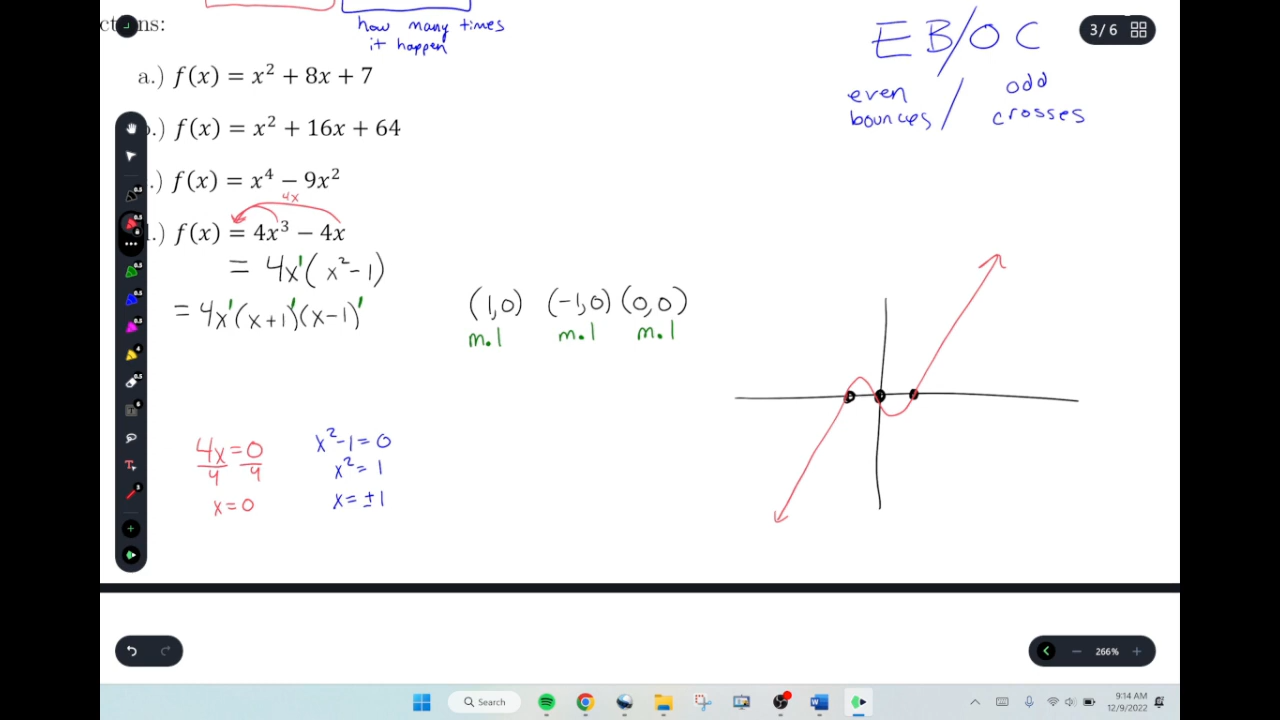 ctions:
how many times
it happen
EB/OC
3/6
even
bounces / odd
crosses
a.) f(x) = x² + 8x + 7
.) f(x) = x² + 16x + 64
.) f(x) = x⁴ − 9x²
4x
.) f(x) = 4x³ − 4x
= 4x¹(x²−1)
= 4x¹(x+1)¹(x−1)¹
(1,0) (−1,0) (0,0)
m.1 m.1 m.1
4x=0
4 4
x=0
x²−1=0
x²=1
x=±1
266%
Search
9:14 AM
12/9/2022